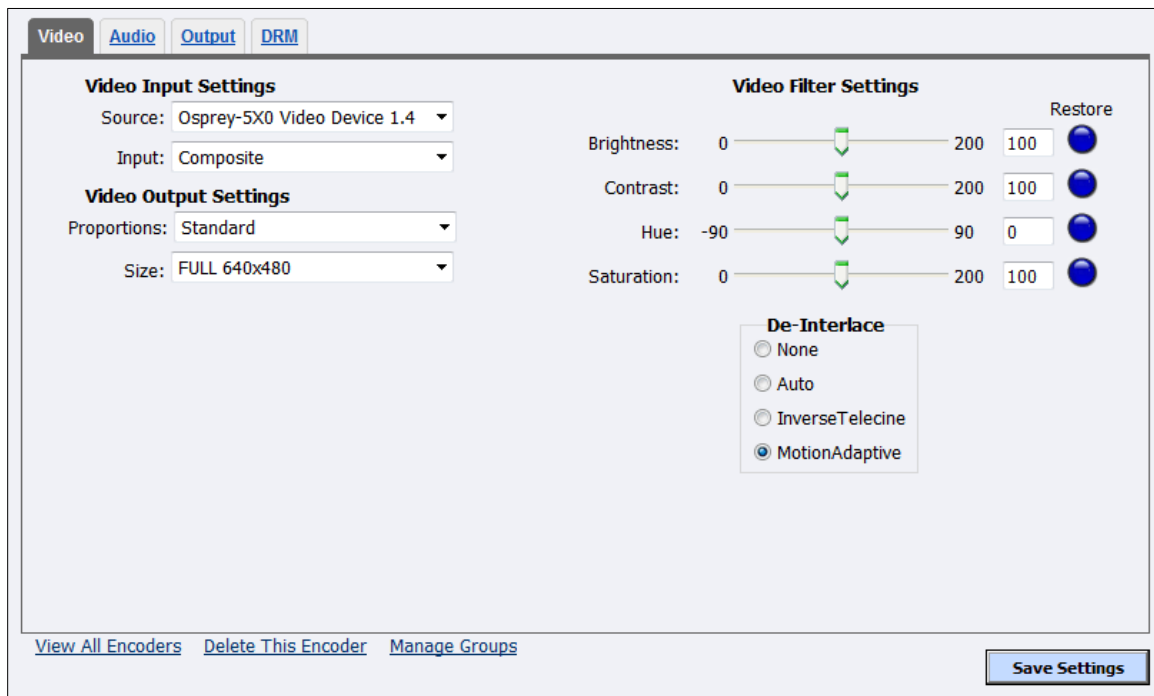 Video Audio Output DRM
Video Input Settings
Source: Osprey-5X0 Video Device 1.4
Input: Composite
Video Output Settings
Proportions: Standard
Size: FULL 640x480
Video Filter Settings
Restore
Brightness: 0 200 100
Contrast: 0 200 100
Hue: -90 90 0
Saturation: 0 200 100
De-Interlace
None
Auto
InverseTelecine
MotionAdaptive
View All Encoders Delete This Encoder Manage Groups
Save Settings